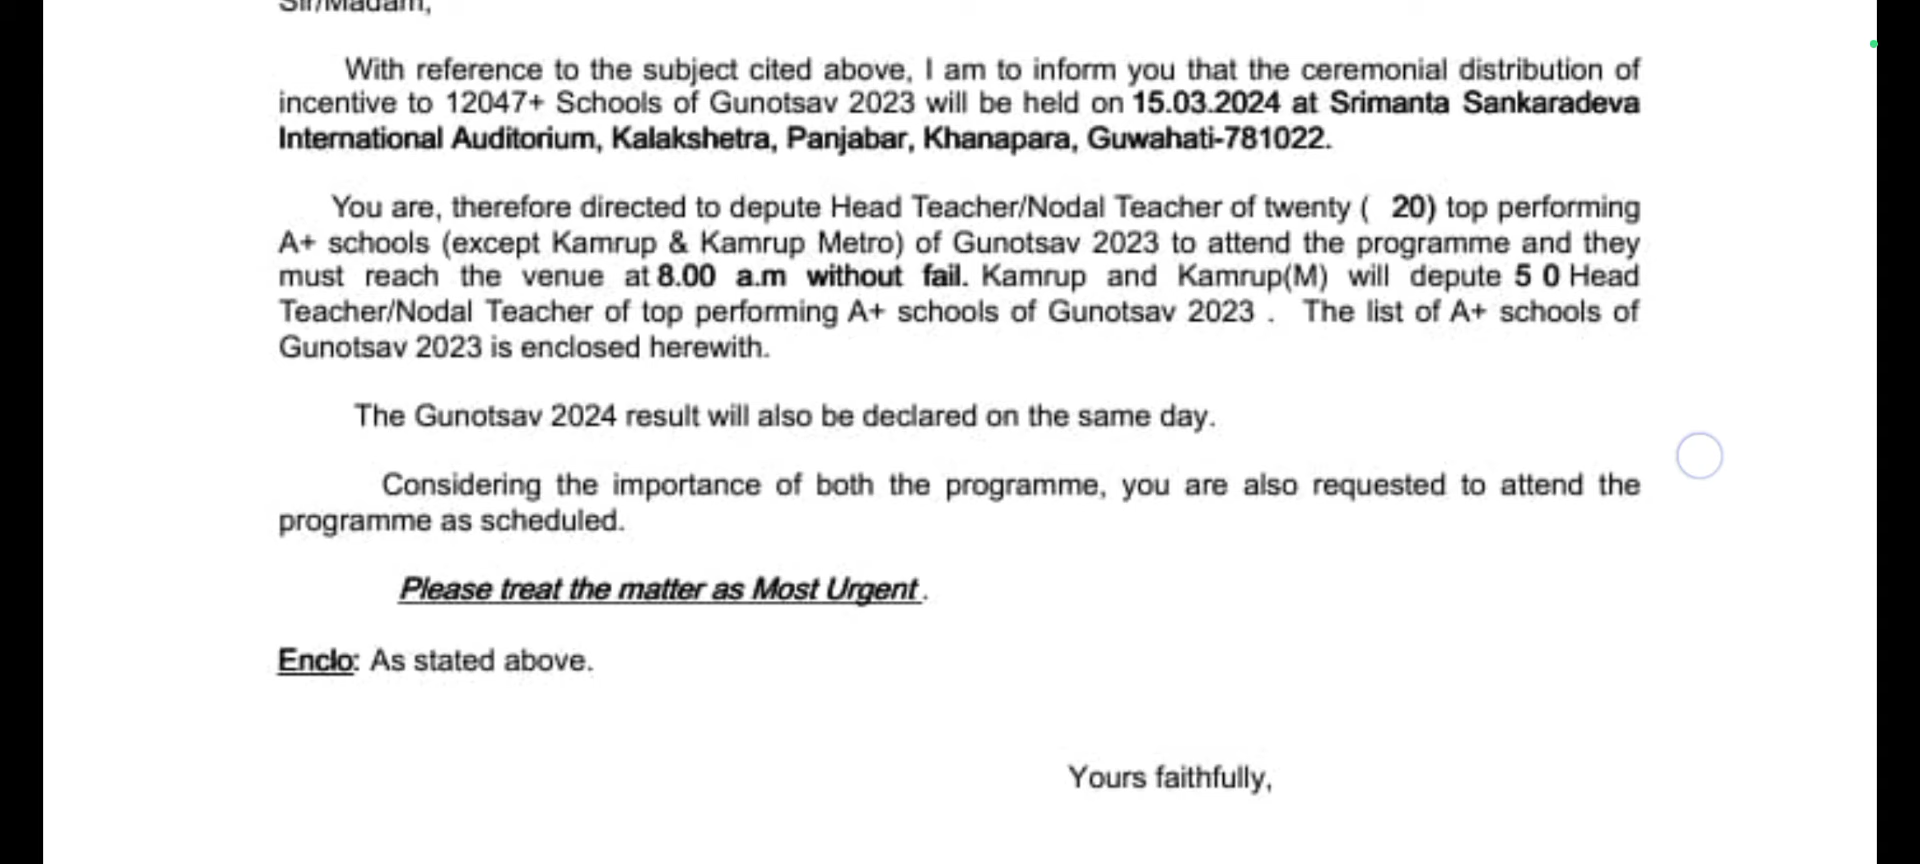 Sir/Madam,
With reference to the subject cited above, I am to inform you that the ceremonial distribution of
incentive to 12047+ Schools of Gunotsav 2023 will be held on 15.03.2024 at Srimanta Sankaradeva
International Auditorium, Kalakshetra, Panjabar, Khanapara, Guwahati-781022.
You are, therefore directed to depute Head Teacher/Nodal Teacher of twenty ( 20) top performing
A+ schools (except Kamrup & Kamrup Metro) of Gunotsav 2023 to attend the programme and they
must reach the venue at 8.00 a.m without fail. Kamrup and Kamrup(M) will depute 5 0 Head
Teacher/Nodal Teacher of top performing A+ schools of Gunotsav 2023 . The list of A+ schools of
Gunotsav 2023 is enclosed herewith.
The Gunotsav 2024 result will also be declared on the same day.
Considering the importance of both the programme, you are also requested to attend the
programme as scheduled.
Please treat the matter as Most Urgent.
Enclo: As stated above.
Yours faithfully,